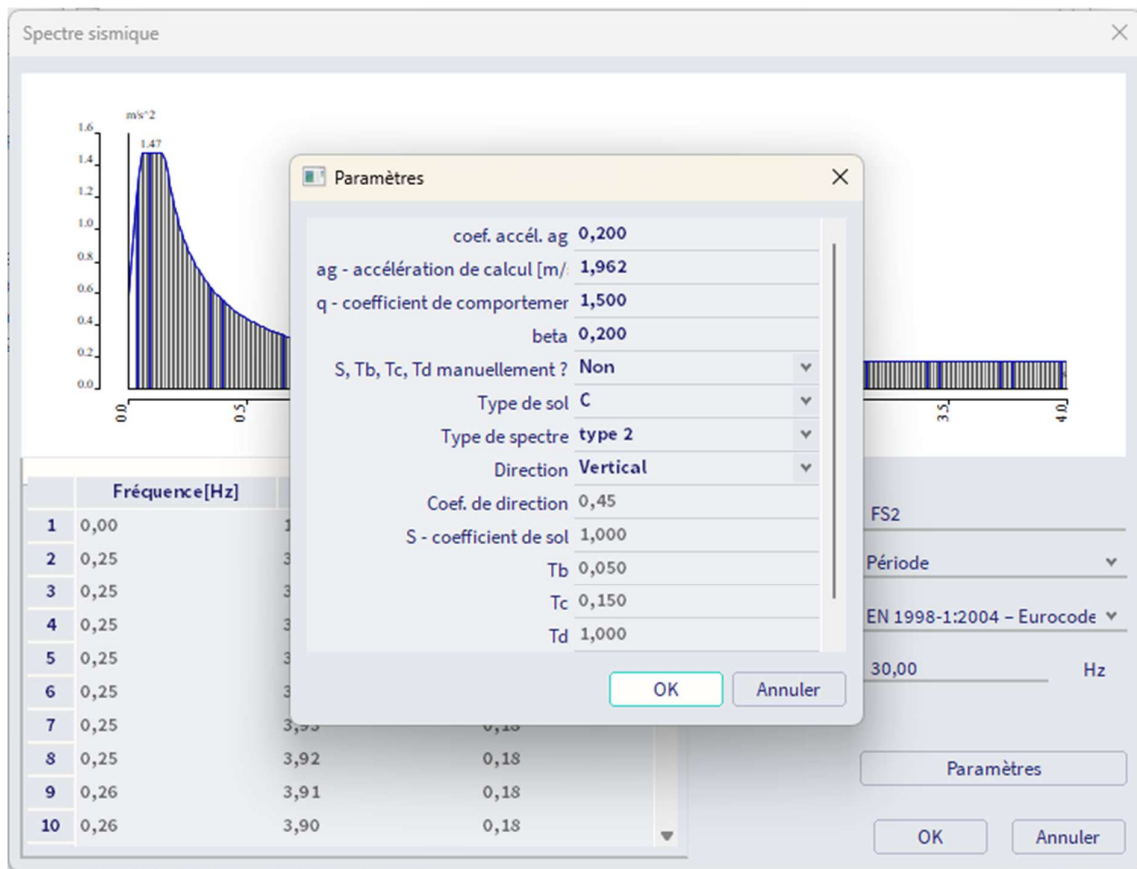 Spectre sismique
m/s^2
1.6
1.47
1.4
1.2
1.0
0.8
0.6
0.4
0.2
0.0
0.0
0.5
3.5
4.0
Paramètres
coef. accél. ag 0,200
ag - accélération de calcul [m/ 1,962
q - coefficient de comportemer 1,500
beta 0,200
S, Tb, Tc, Td manuellement ? Non
Type de sol C
Type de spectre type 2
Direction Vertical
Coef. de direction 0,45
S - coefficient de sol 1,000
Tb 0,050
Tc 0,150
Td 1,000
OK Annuler
Fréquence[Hz]
1 0,00
2 0,25
3 0,25
4 0,25
5 0,25
6 0,25
7 0,25 3,93 0,18
8 0,25 3,92 0,18
9 0,26 3,91 0,18
10 0,26 3,90 0,18
FS2
Période
EN 1998-1:2004 – Eurocode
30,00 Hz
Paramètres
OK Annuler